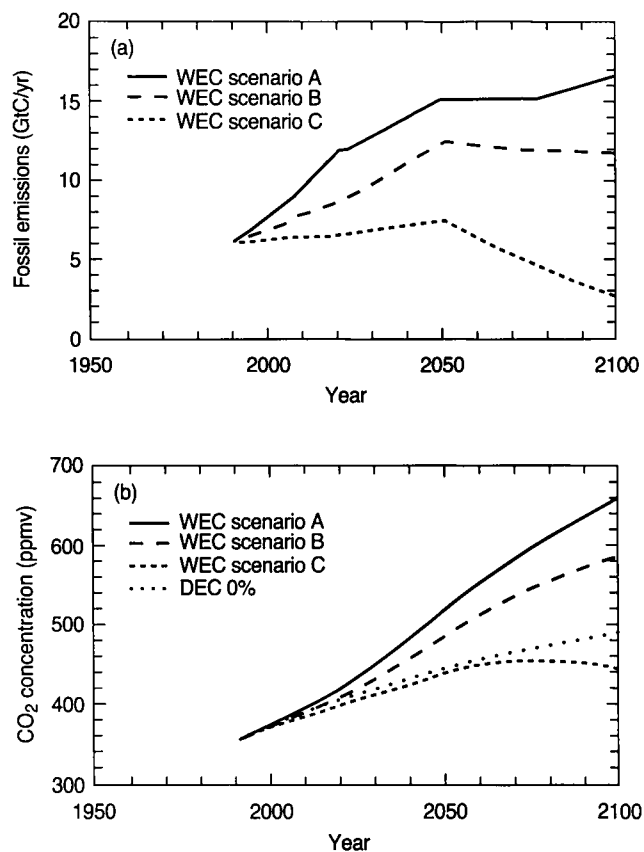 20
(a)
WEC scenario A
15
WEC scenario B
WEC scenario C
10
5
0
Fossil emissions (GtC/yr)
1950 2000 2050 2100
Year
700
(b)
WEC scenario A
600
WEC scenario B
WEC scenario C
DEC 0%
500
400
300
CO₂ concentration (ppmv)
1950 2000 2050 2100
Year